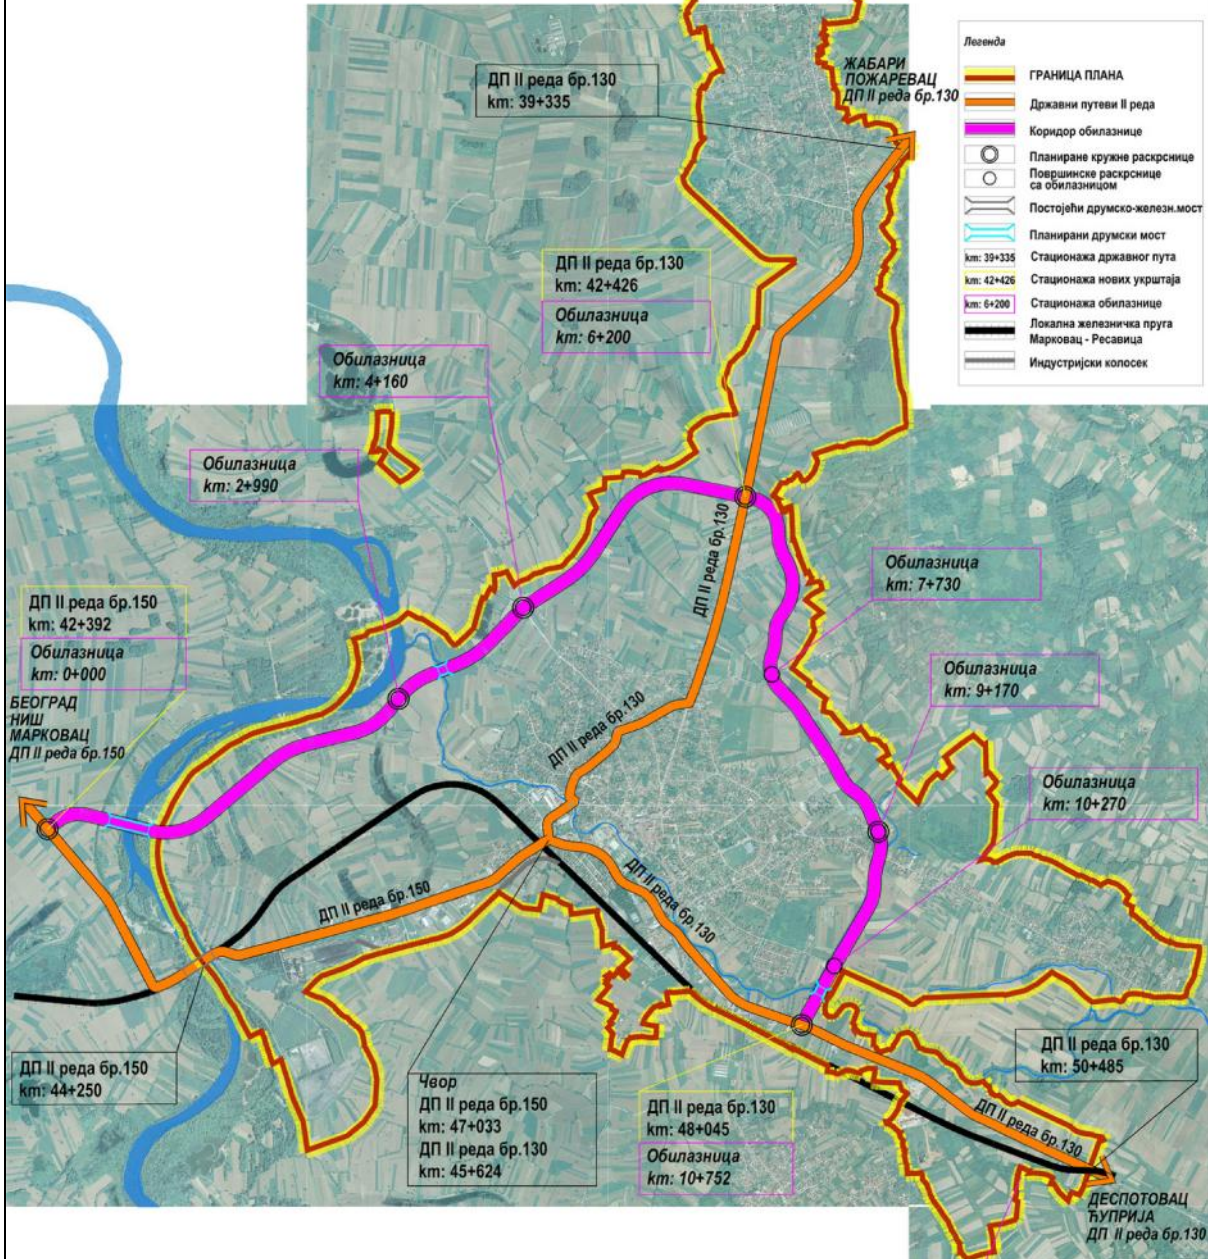 Легенда
ГРАНИЦА ПЛАНА
Државни путеви II реда
Коридор обилазнице
Планиране кружне раскрснице
Површинске раскрснице
са обилазницом
Постојећи друмско-железн.мост
Планирани друмски мост
km: 39+335 Стационажа државног пута
km: 42+426 Стационажа нових укрштаја
km: 6+200 Стационажа обилазнице
Локална железничка пруга
Марковац - Ресавица
Индустријски колосек
ЖАБАРИ
ПОЖАРЕВАЦ
ДП II реда бр.130
ДП II реда бр.130
km: 39+335
ДП II реда бр.130
km: 42+426
Обилазница
km: 6+200
Обилазница
km: 4+160
Обилазница
km: 2+990
ДП II реда бр.130
Обилазница
km: 7+730
ДП II реда бр.150
km: 42+392
Обилазница
km: 0+000
БЕОГРАД
НИШ
МАРКОВАЦ
ДП II реда бр.150
Обилазница
km: 9+170
ДП II реда бр.130
Обилазница
km: 10+270
ДП II реда бр.150
ДП II реда бр.130
ДП II реда бр.150
km: 44+250
Чвор
ДП II реда бр.150
km: 47+033
ДП II реда бр.130
km: 45+624
ДП II реда бр.130
km: 48+045
Обилазница
km: 10+752
ДП II реда бр.130
km: 50+485
ДП II реда бр.130
ДЕСПОТОВАЦ
ЋУПРИЈА
ДП II реда бр.130